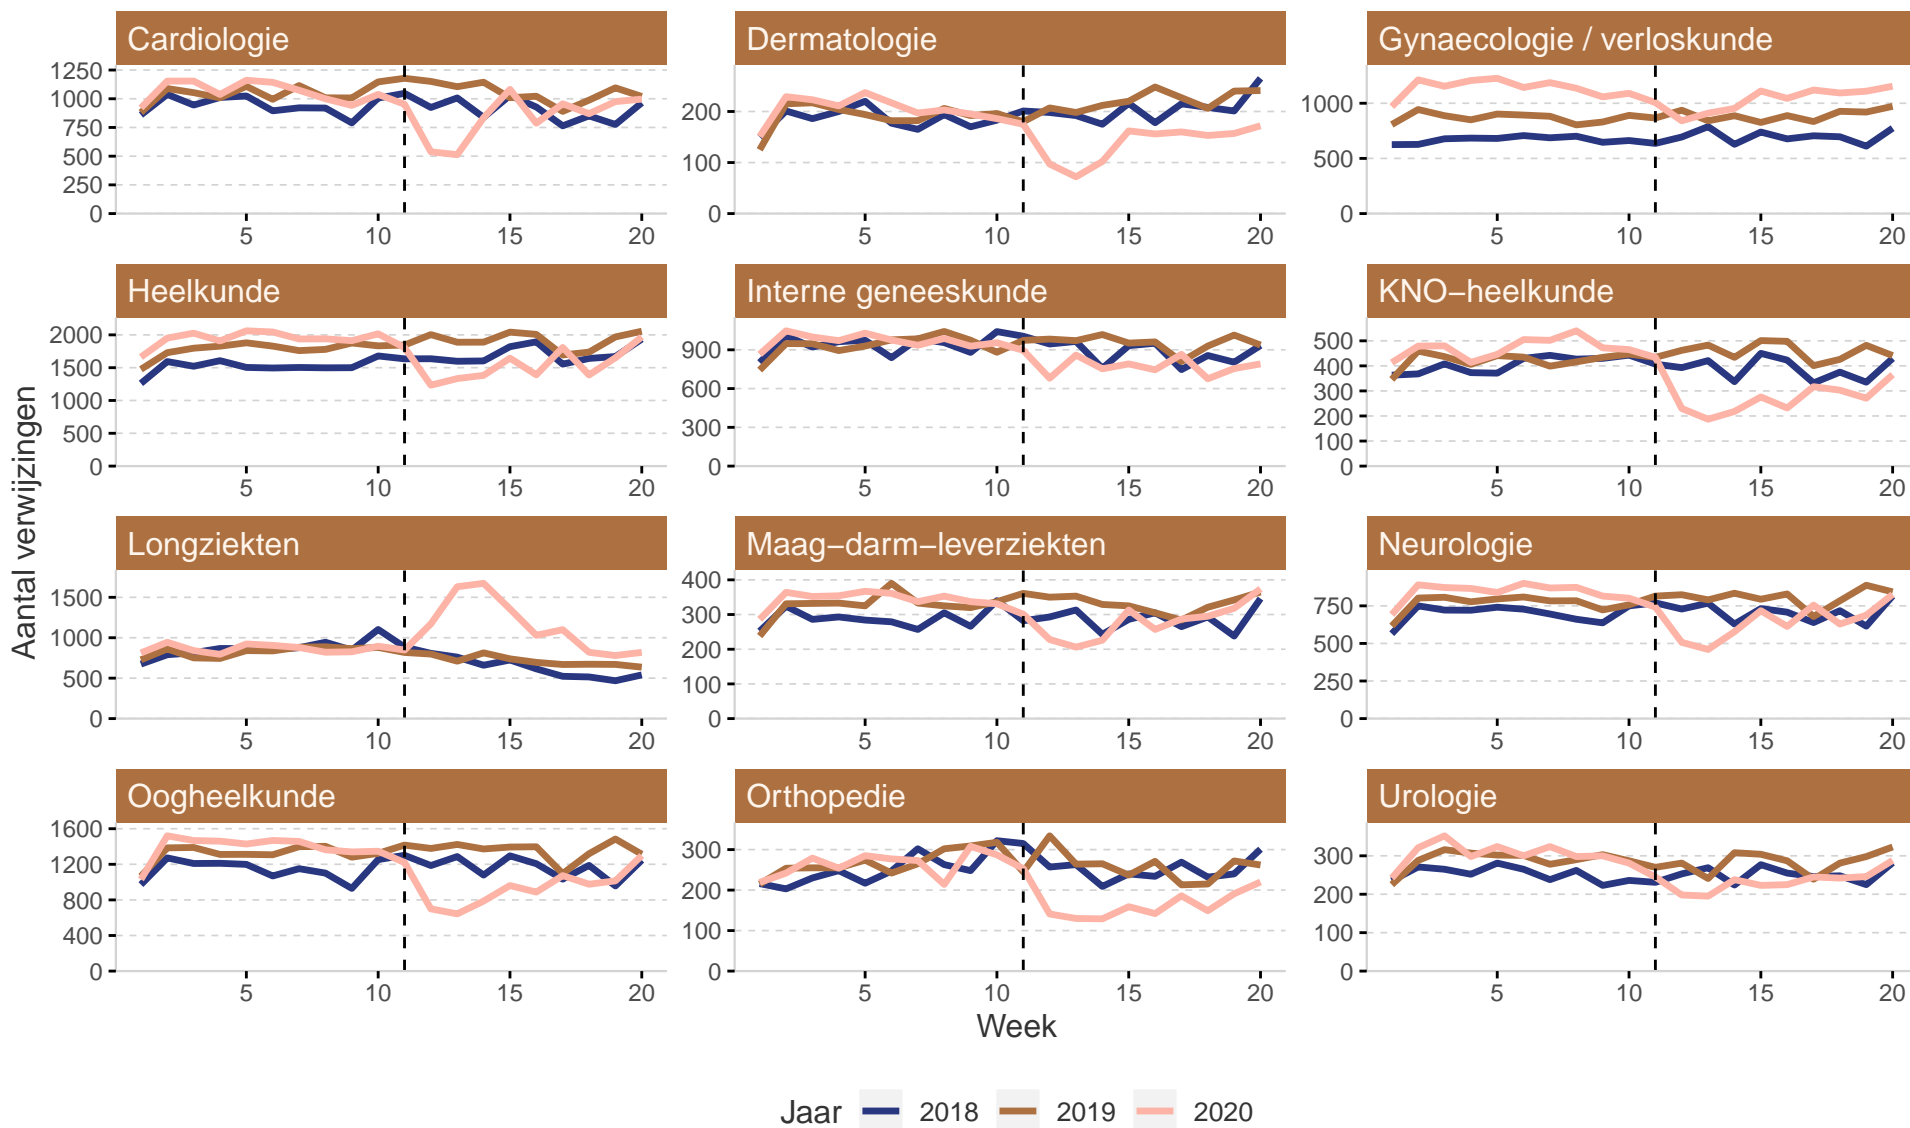 Cardiologie
Dermatologie
Gynaecologie / verloskunde
1250
1000
750
500
250
0
5 10 15 20
200
100
0
5 10 15 20
1000
500
0
5 10 15 20
Heelkunde
Interne geneeskunde
KNO−heelkunde
2000
1500
1000
500
0
5 10 15 20
900
600
300
0
5 10 15 20
500
400
300
200
100
0
5 10 15 20
Aantal verwijzingen
Longziekten
Maag−darm−leverziekten
Neurologie
1500
1000
500
0
5 10 15 20
400
300
200
100
0
5 10 15 20
750
500
250
0
5 10 15 20
Oogheelkunde
Orthopedie
Urologie
1600
1200
800
400
0
5 10 15 20
300
200
100
0
5 10 15 20
300
200
100
0
5 10 15 20
Week
Jaar 2018 2019 2020